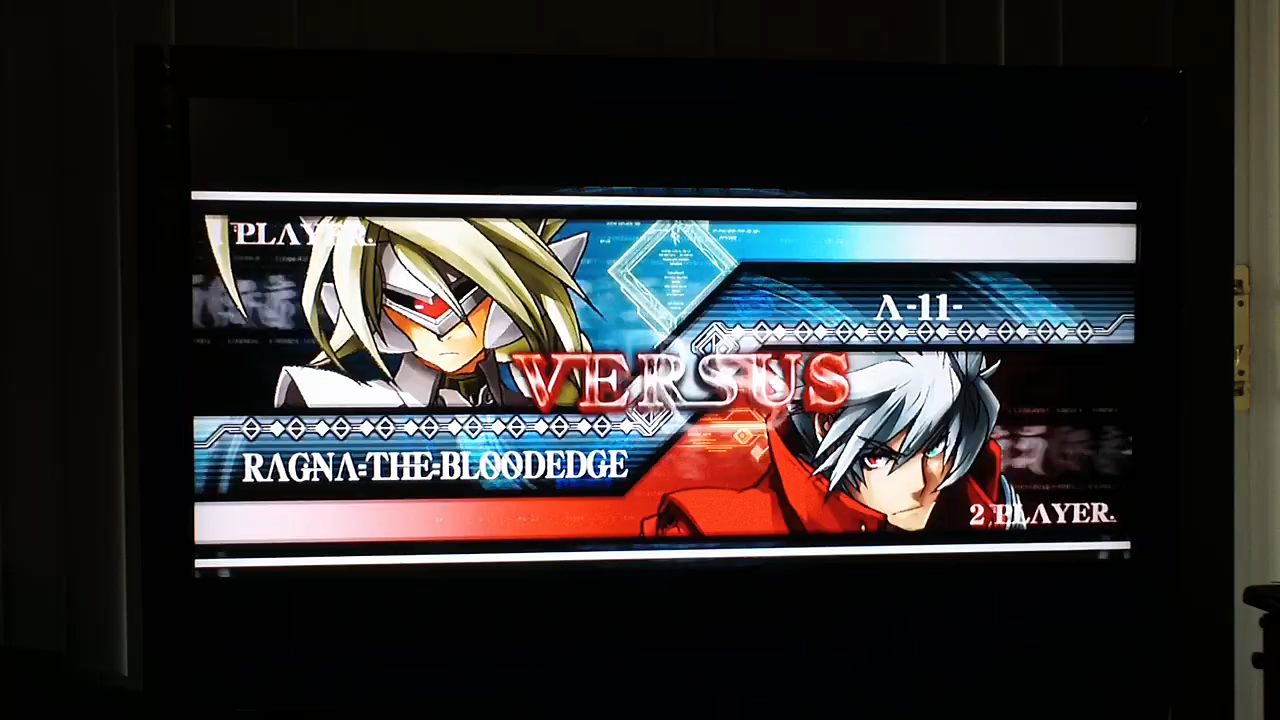 1 PLAYER.
Λ-11-
VERSUS
RAGNA=THE=BLOODEDGE
2 PLAYER.